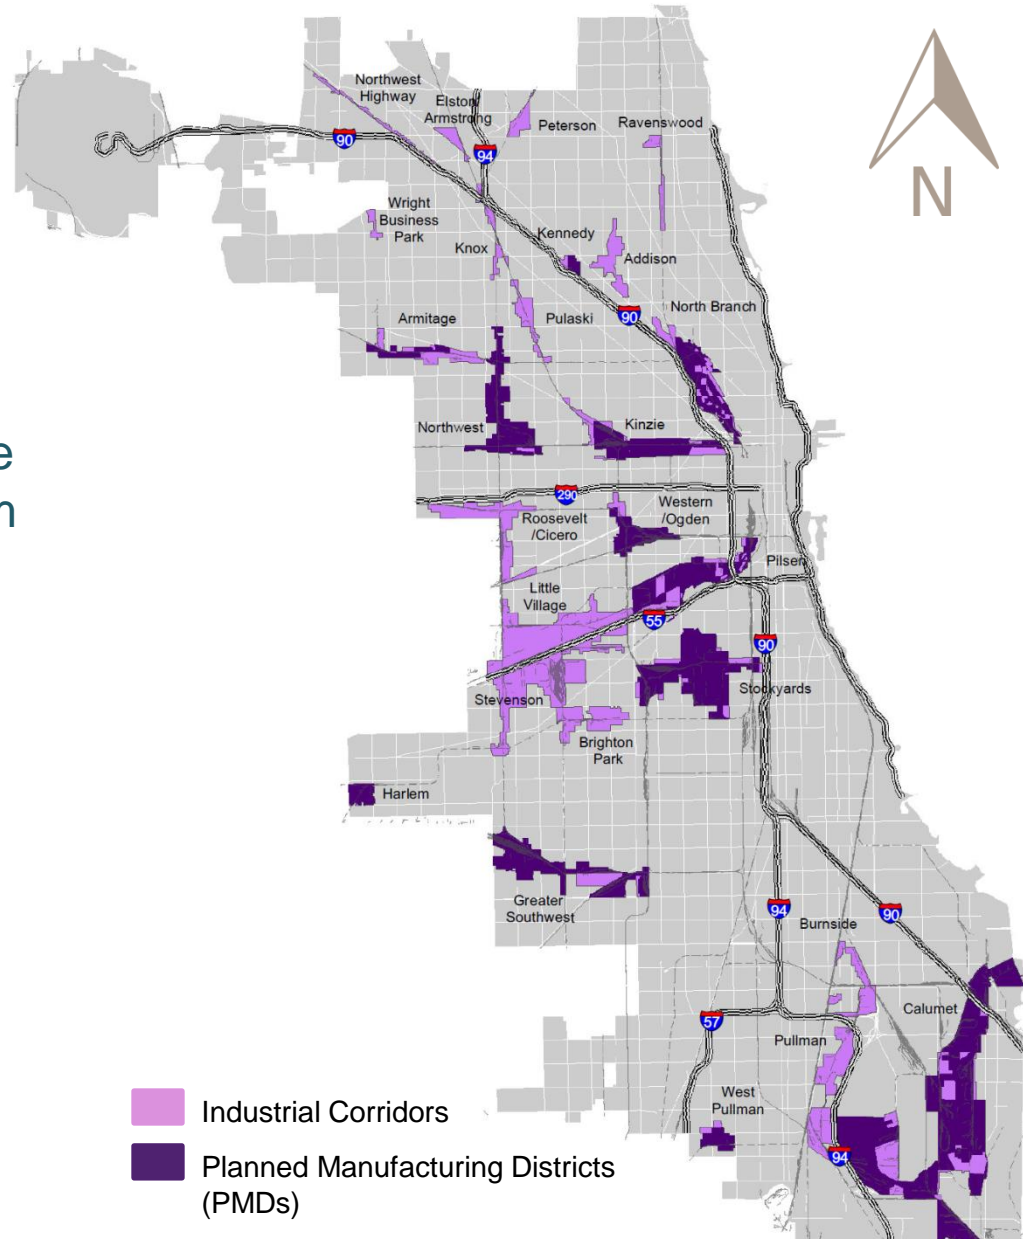 Northwest
Highway
Elston/
Armstrong
Peterson
Ravenswood
90
94
N
Wright
Business
Park
Kennedy
Knox
Addison
North Branch
90
Armitage
Pulaski
Northwest
Kinzie
290
Western
/Ogden
Roosevelt
/Cicero
Pilsen
Little
Village
55
90
Stevenson
Stockyards
Brighton
Park
Harlem
Greater
Southwest
94
90
Burnside
Calumet
57
Pullman
West
Pullman
94
Industrial Corridors
Planned Manufacturing Districts
(PMDs)